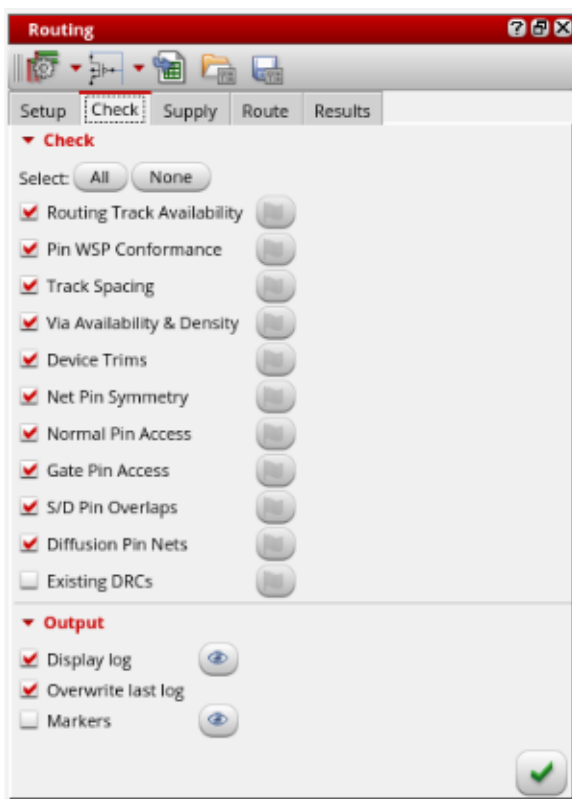 Routing
Setup Check Supply Route Results
Check
Select: All None
Routing Track Availability
Pin WSP Conformance
Track Spacing
Via Availability & Density
Device Trims
Net Pin Symmetry
Normal Pin Access
Gate Pin Access
S/D Pin Overlaps
Diffusion Pin Nets
Existing DRCs
Output
Display log
Overwrite last log
Markers